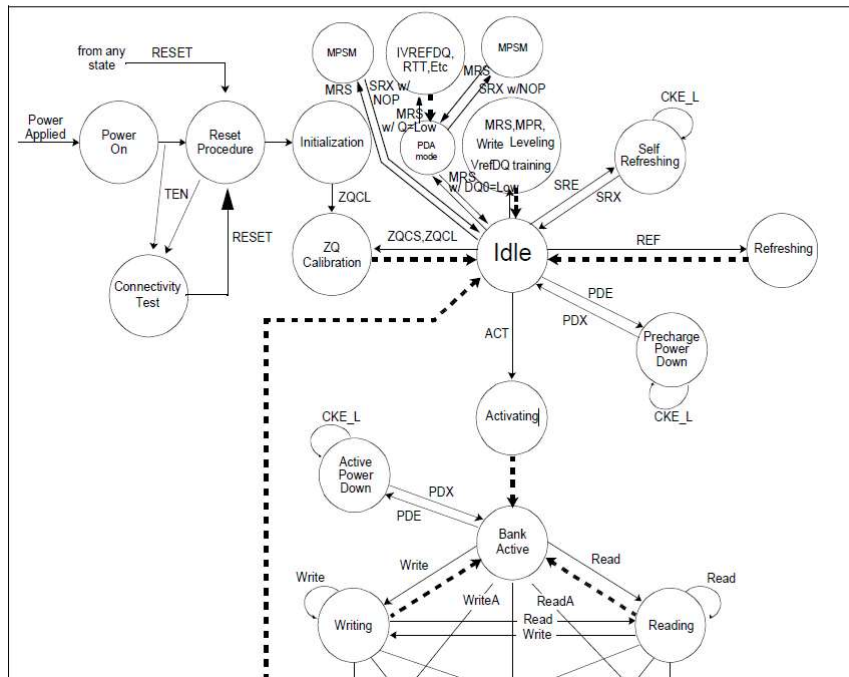 from any
state
RESET
Power
Applied
Power
On
Reset
Procedure
Initialization
TEN
RESET
Connectivity
Test
ZQCL
ZQ
Calibration
MPSM
IVREFDQ,
RTT,Etc
MPSM
MRS
SRX w/
NOP
MRS
SRX w/NOP
MRS
w/ Q=Low
PDA
mode
MRS,MPR,
Write Leveling
VrefDQ training
MRS
w/ DQ0=Low
CKE_L
Self
Refreshing
SRE
SRX
ZQCS,ZQCL
Idle
REF
Refreshing
PDE
PDX
Precharge
Power
Down
CKE_L
ACT
Activating
CKE_L
Active
Power
Down
PDX
PDE
Bank
Active
Write
Read
Write
WriteA
ReadA
Read
Writing
Read
Write
Reading